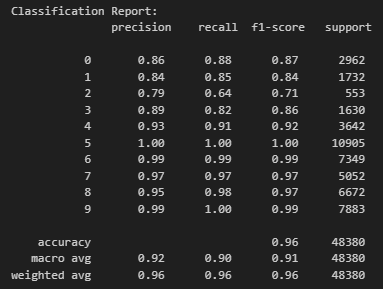 Classification Report:
precision recall f1-score support
0 0.86 0.88 0.87 2962
1 0.84 0.85 0.84 1732
2 0.79 0.64 0.71 553
3 0.89 0.82 0.86 1630
4 0.93 0.91 0.92 3642
5 1.00 1.00 1.00 10905
6 0.99 0.99 0.99 7349
7 0.97 0.97 0.97 5052
8 0.95 0.98 0.97 6672
9 0.99 1.00 0.99 7883
accuracy 0.96 48380
macro avg 0.92 0.90 0.91 48380
weighted avg 0.96 0.96 0.96 48380